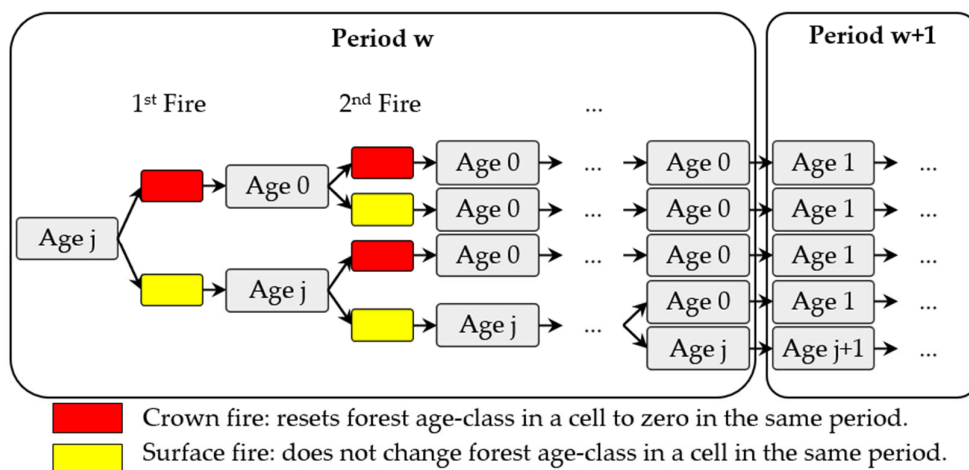 Period w
Period w+1
1st Fire
2nd Fire
...
Age j
Age 0
Age 0
...
Age 0
Age 1
...
Age 0
...
Age 0
Age 1
...
Age j
Age 0
...
Age 0
Age 1
...
Age j
...
Age 0
Age 1
...
Age j
Age j+1
...
Crown fire: resets forest age-class in a cell to zero in the same period.
Surface fire: does not change forest age-class in a cell in the same period.